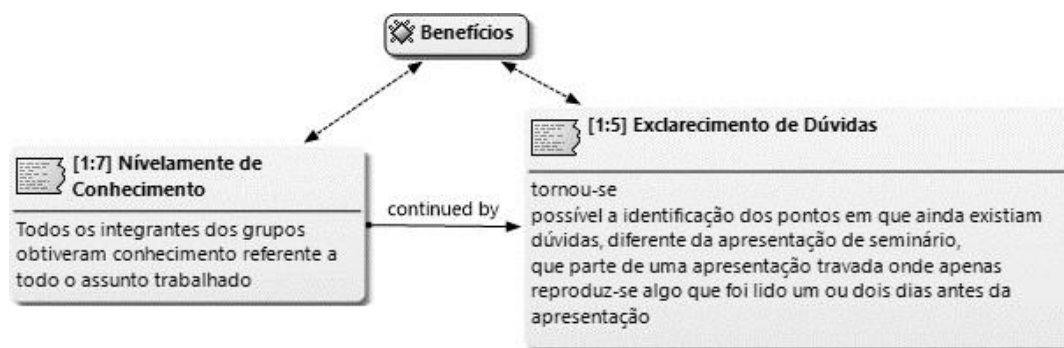 Benefícios
[1:7] Nívelamente de
Conhecimento
Todos os integrantes dos grupos
obtiveram conhecimento referente a
todo o assunto trabalhado
continued by
[1:5] Exclarecimento de Dúvidas
tornou-se
possível a identificação dos pontos em que ainda existiam
dúvidas, diferente da apresentação de seminário,
que parte de uma apresentação travada onde apenas
reproduz-se algo que foi lido um ou dois dias antes da
apresentação